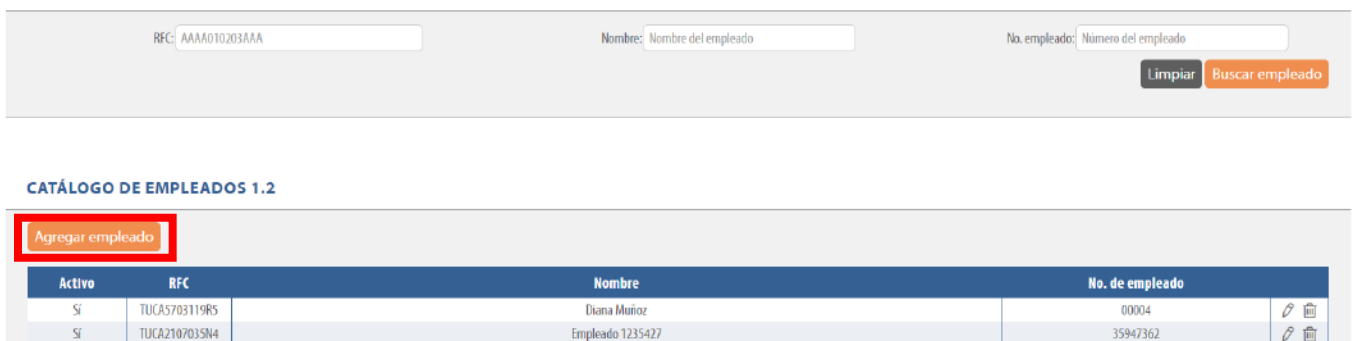 RFC: AAAA010203AAA Nombre: Nombre del empleado No. empleado: Número del empleado
Limpiar Buscar empleado
CATÁLOGO DE EMPLEADOS 1.2
Agregar empleado
Activo RFC Nombre No. de empleado
Sí TUCA5703119R5 Diana Muñoz 00004
Sí TUCA2107035N4 Empleado 1235427 35947362